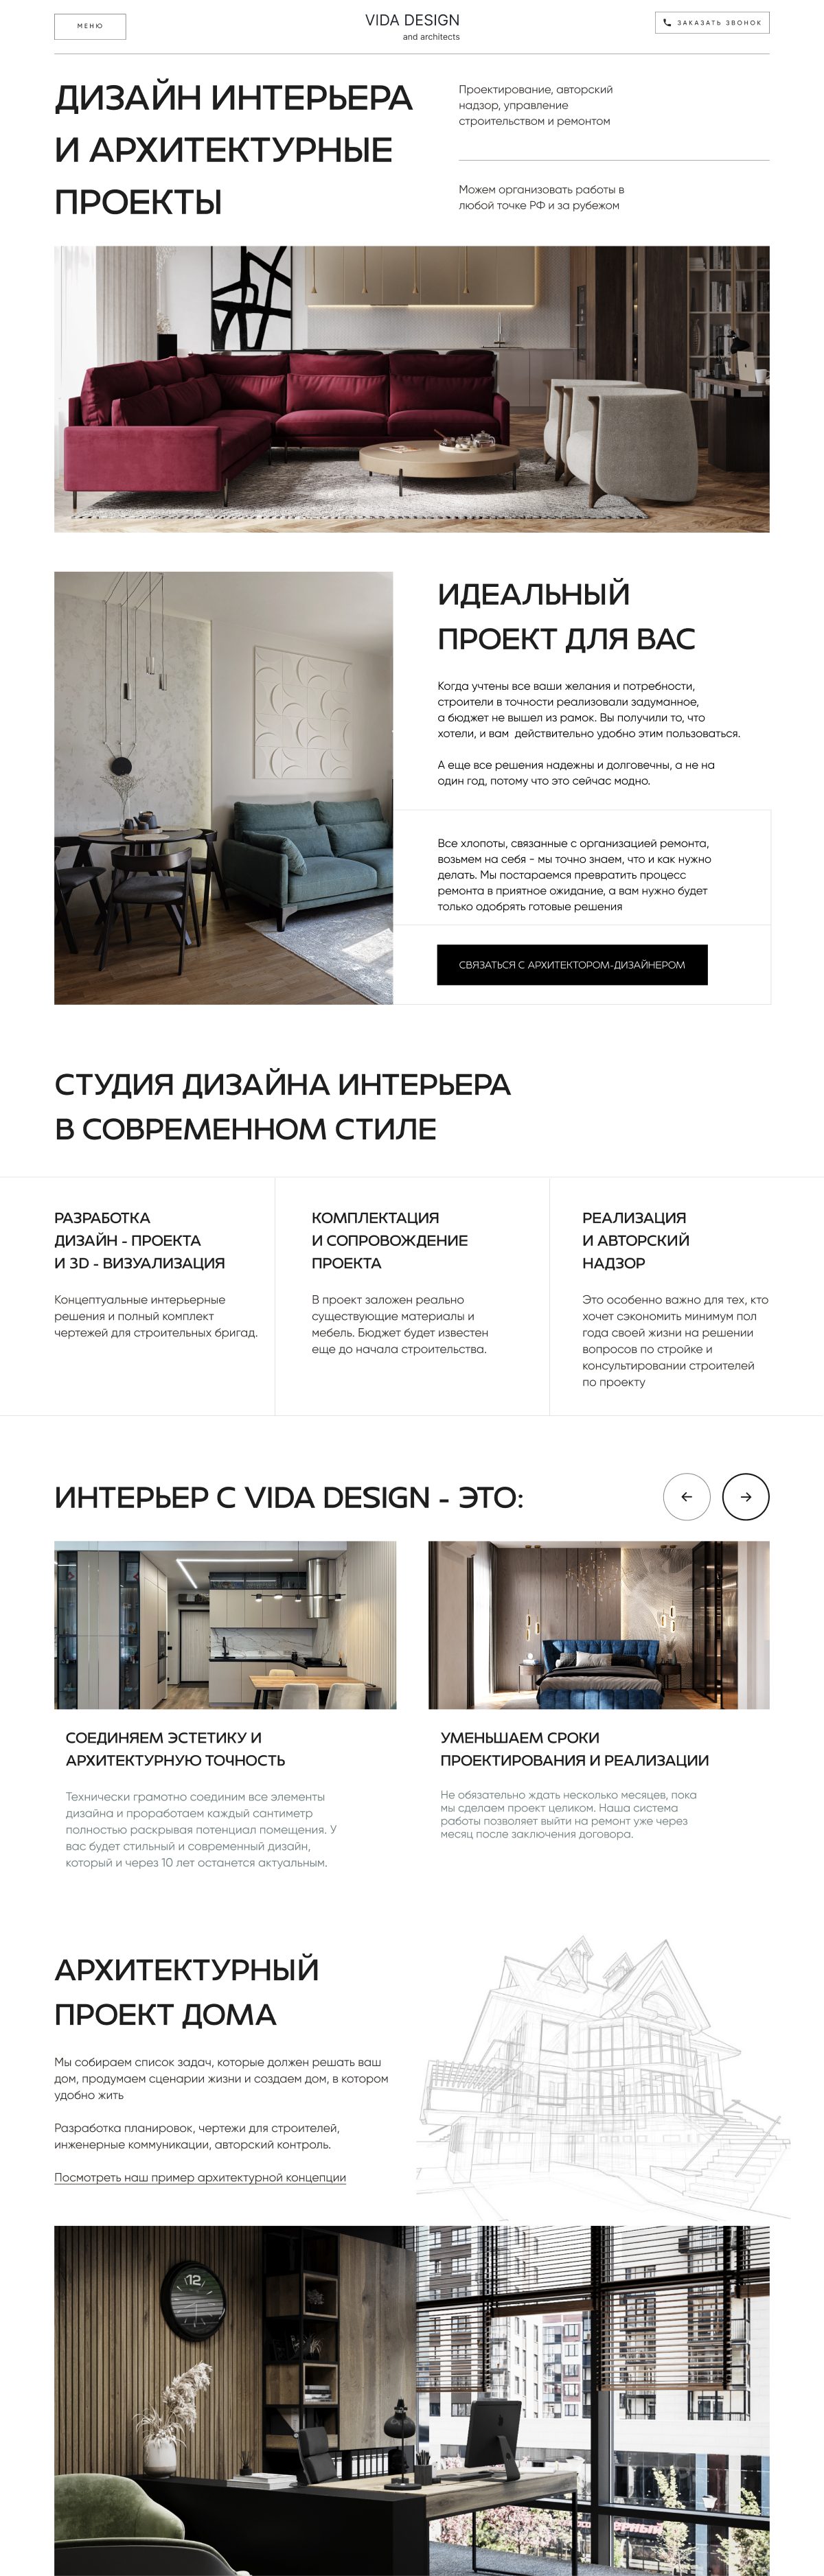 МЕНЮ
VIDA DESIGN
and architects
ЗАКАЗАТЬ ЗВОНОК
ДИЗАЙН ИНТЕРЬЕРА
И АРХИТЕКТУРНЫЕ
ПРОЕКТЫ
Проектирование, авторский
надзор, управление
строительством и ремонтом
Можем организовать работы в
любой точке РФ и за рубежом
ИДЕАЛЬНЫЙ
ПРОЕКТ ДЛЯ ВАС
Когда учтены все ваши желания и потребности,
строители в точности реализовали задуманное,
а бюджет не вышел из рамок. Вы получили то, что
хотели, и вам действительно удобно этим пользоваться.
А еще все решения надежны и долговечны, а не на
один год, потому что это сейчас модно.
Все хлопоты, связанные с организацией ремонта,
возьмем на себя - мы точно знаем, что и как нужно
делать. Мы постараемся превратить процесс
ремонта в приятное ожидание, а вам нужно будет
только одобрять готовые решения
СВЯЗАТЬСЯ С АРХИТЕКТОРОМ-ДИЗАЙНЕРОМ
СТУДИЯ ДИЗАЙНА ИНТЕРЬЕРА
В СОВРЕМЕННОМ СТИЛЕ
РАЗРАБОТКА
ДИЗАЙН - ПРОЕКТА
И 3D - ВИЗУАЛИЗАЦИЯ
Концептуальные интерьерные
решения и полный комплект
чертежей для строительных бригад.
КОМПЛЕКТАЦИЯ
И СОПРОВОЖДЕНИЕ
ПРОЕКТА
В проект заложен реально
существующие материалы и
мебель. Бюджет будет известен
еще до начала строительства.
РЕАЛИЗАЦИЯ
И АВТОРСКИЙ
НАДЗОР
Это особенно важно для тех, кто
хочет сэкономить минимум пол
года своей жизни на решении
вопросов по стройке и
консультировании строителей
по проекту
ИНТЕРЬЕР С VIDA DESIGN - ЭТО:
СОЕДИНЯЕМ ЭСТЕТИКУ И
АРХИТЕКТУРНУЮ ТОЧНОСТЬ
Технически грамотно соединим все элементы
дизайна и проработаем каждый сантиметр
полностью раскрывая потенциал помещения. У
вас будет стильный и современный дизайн,
который и через 10 лет останется актуальным.
УМЕНЬШАЕМ СРОКИ
ПРОЕКТИРОВАНИЯ И РЕАЛИЗАЦИИ
Не обязательно ждать несколько месяцев, пока
мы сделаем проект целиком. Наша система
работы позволяет выйти на ремонт уже через
месяц после заключения договора.
АРХИТЕКТУРНЫЙ
ПРОЕКТ ДОМА
Мы собираем список задач, которые должен решать ваш
дом, продумаем сценарии жизни и создаем дом, в котором
удобно жить
Разработка планировок, чертежи для строителей,
инженерные коммуникации, авторский контроль.
Посмотреть наш пример архитектурной концепции
12